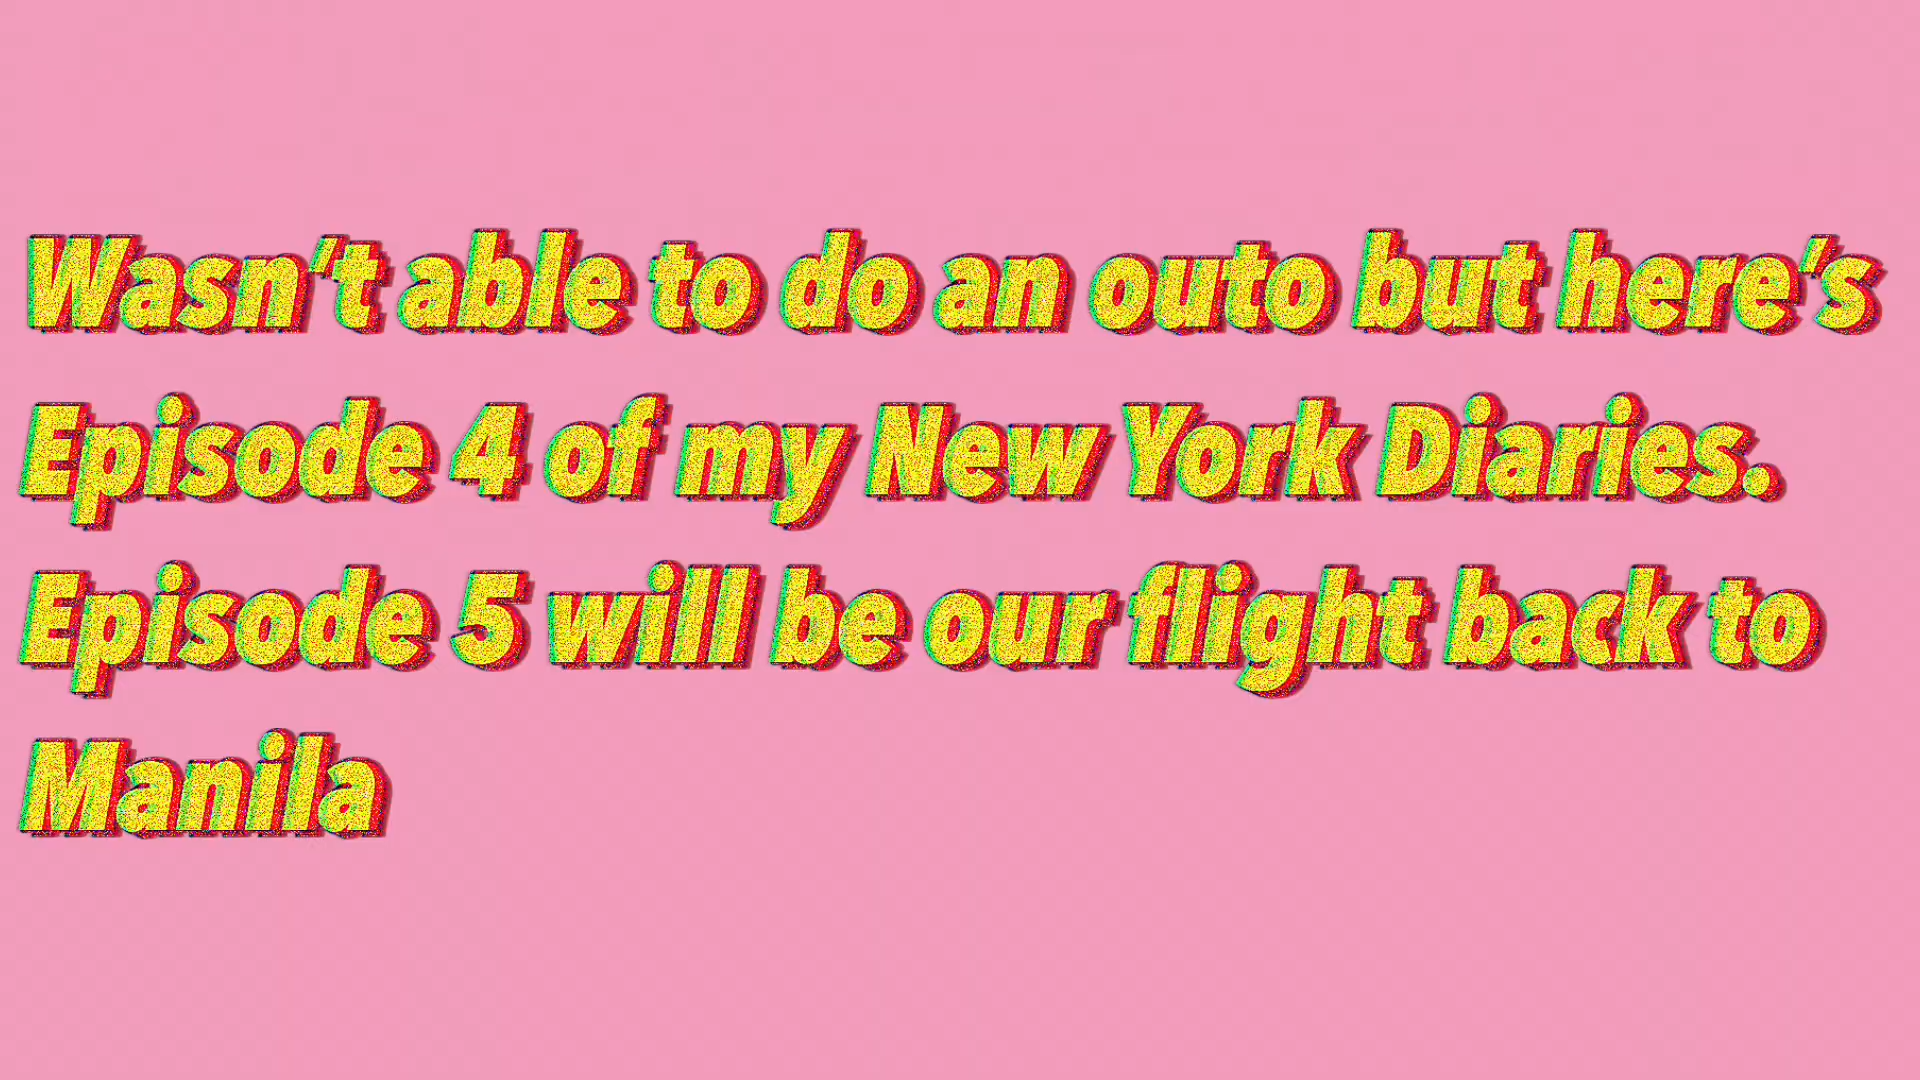 Wasn't able to do an outo but here's
Episode 4 of my New York Diaries.
Episode 5 will be our flight back to
Manila